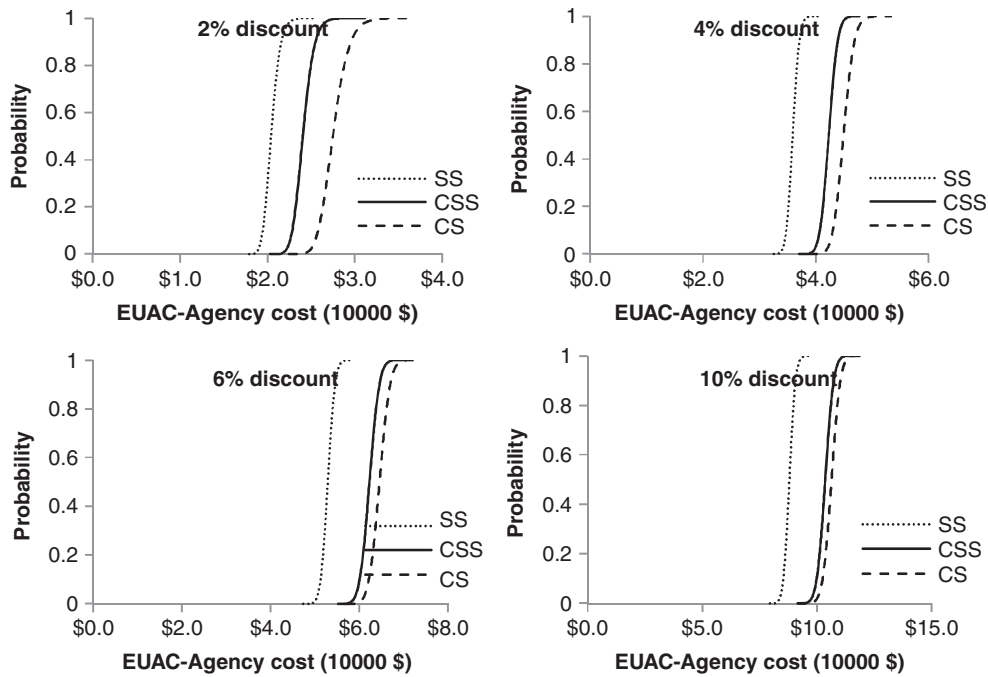 2% discount
Probability
1
0.8
0.6
0.4
0.2
0
SS
CSS
CS
$0.0 $1.0 $2.0 $3.0 $4.0
EUAC-Agency cost (10000 $)
4% discount
Probability
1
0.8
0.6
0.4
0.2
0
SS
CSS
CS
$0.0 $2.0 $4.0 $6.0
EUAC-Agency cost (10000 $)
6% discount
Probability
1
0.8
0.6
0.4
0.2
0
SS
CSS
CS
$0.0 $2.0 $4.0 $6.0 $8.0
EUAC-Agency cost (10000 $)
10% discount
Probability
1
0.8
0.6
0.4
0.2
0
SS
CSS
CS
$0.0 $5.0 $10.0 $15.0
EUAC-Agency cost (10000 $)